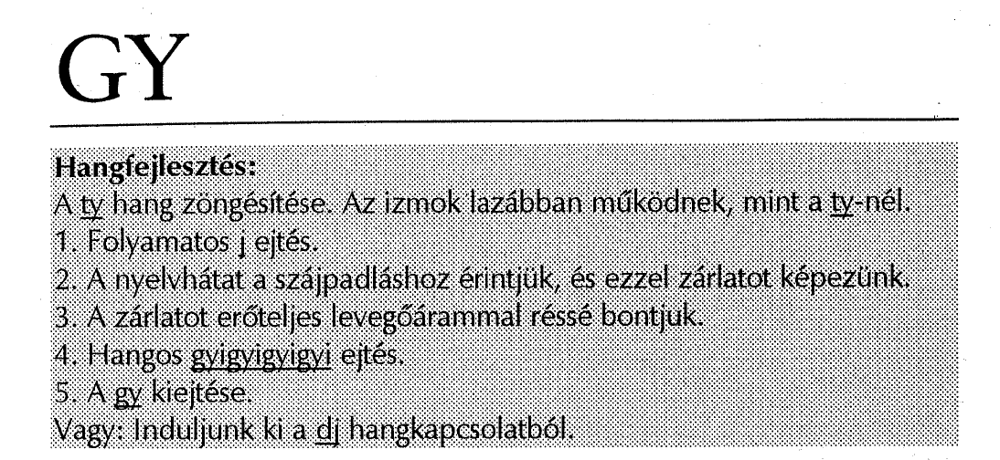 GY
Hangfejlesztés:
A ty hang zöngésítése. Az izmok lazábban működnek, mint a ty-nél.
1. Folyamatos j ejtés.
2. A nyelvhátat a szájpadláshoz érintjük, és ezzel zárlatot képezünk.
3. A zárlatot erőteljes levegőárammal réssé bontjuk.
4. Hangos gyigyigyigyi ejtés.
5. A gy kiejtése.
Vagy: Induljunk ki a dj hangkapcsolatból.